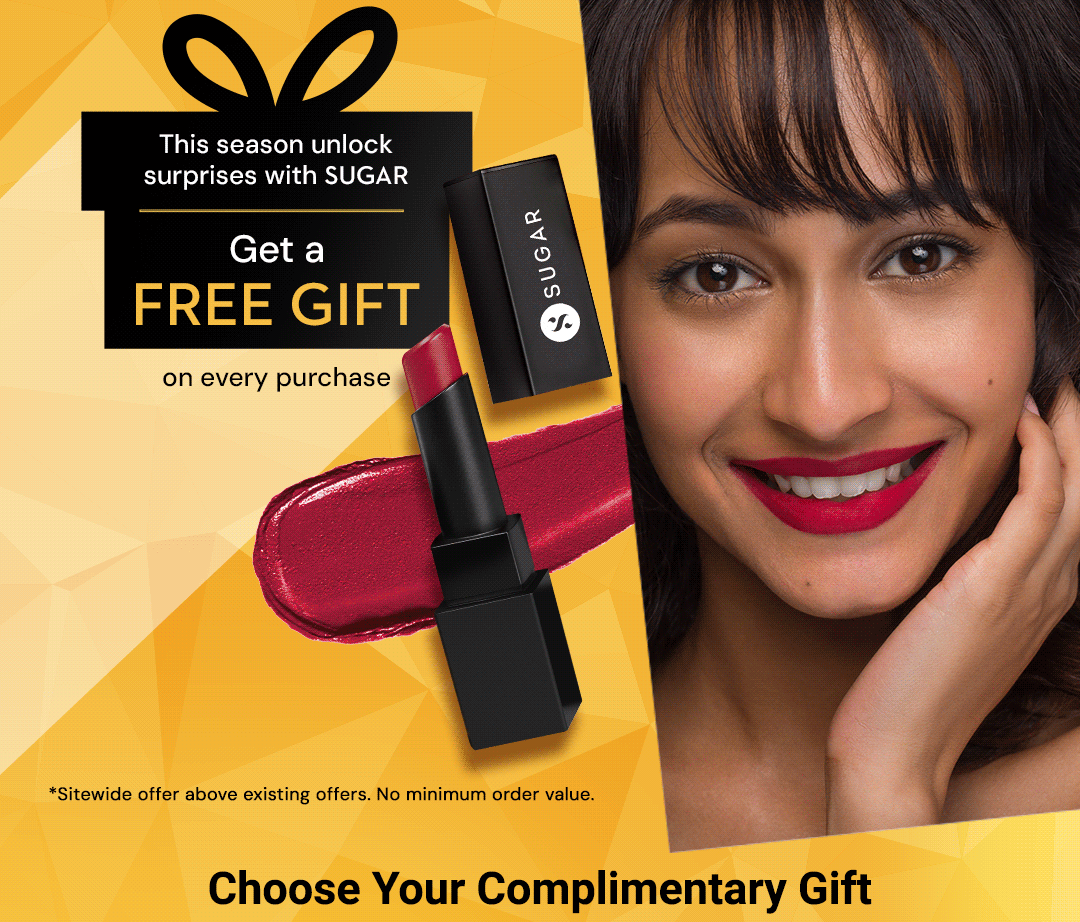 This season unlock
surprises with SUGAR
Get a
FREE GIFT
on every purchase
SUGAR
*Sitewide offer above existing offers. No minimum order value.
Choose Your Complimentary Gift